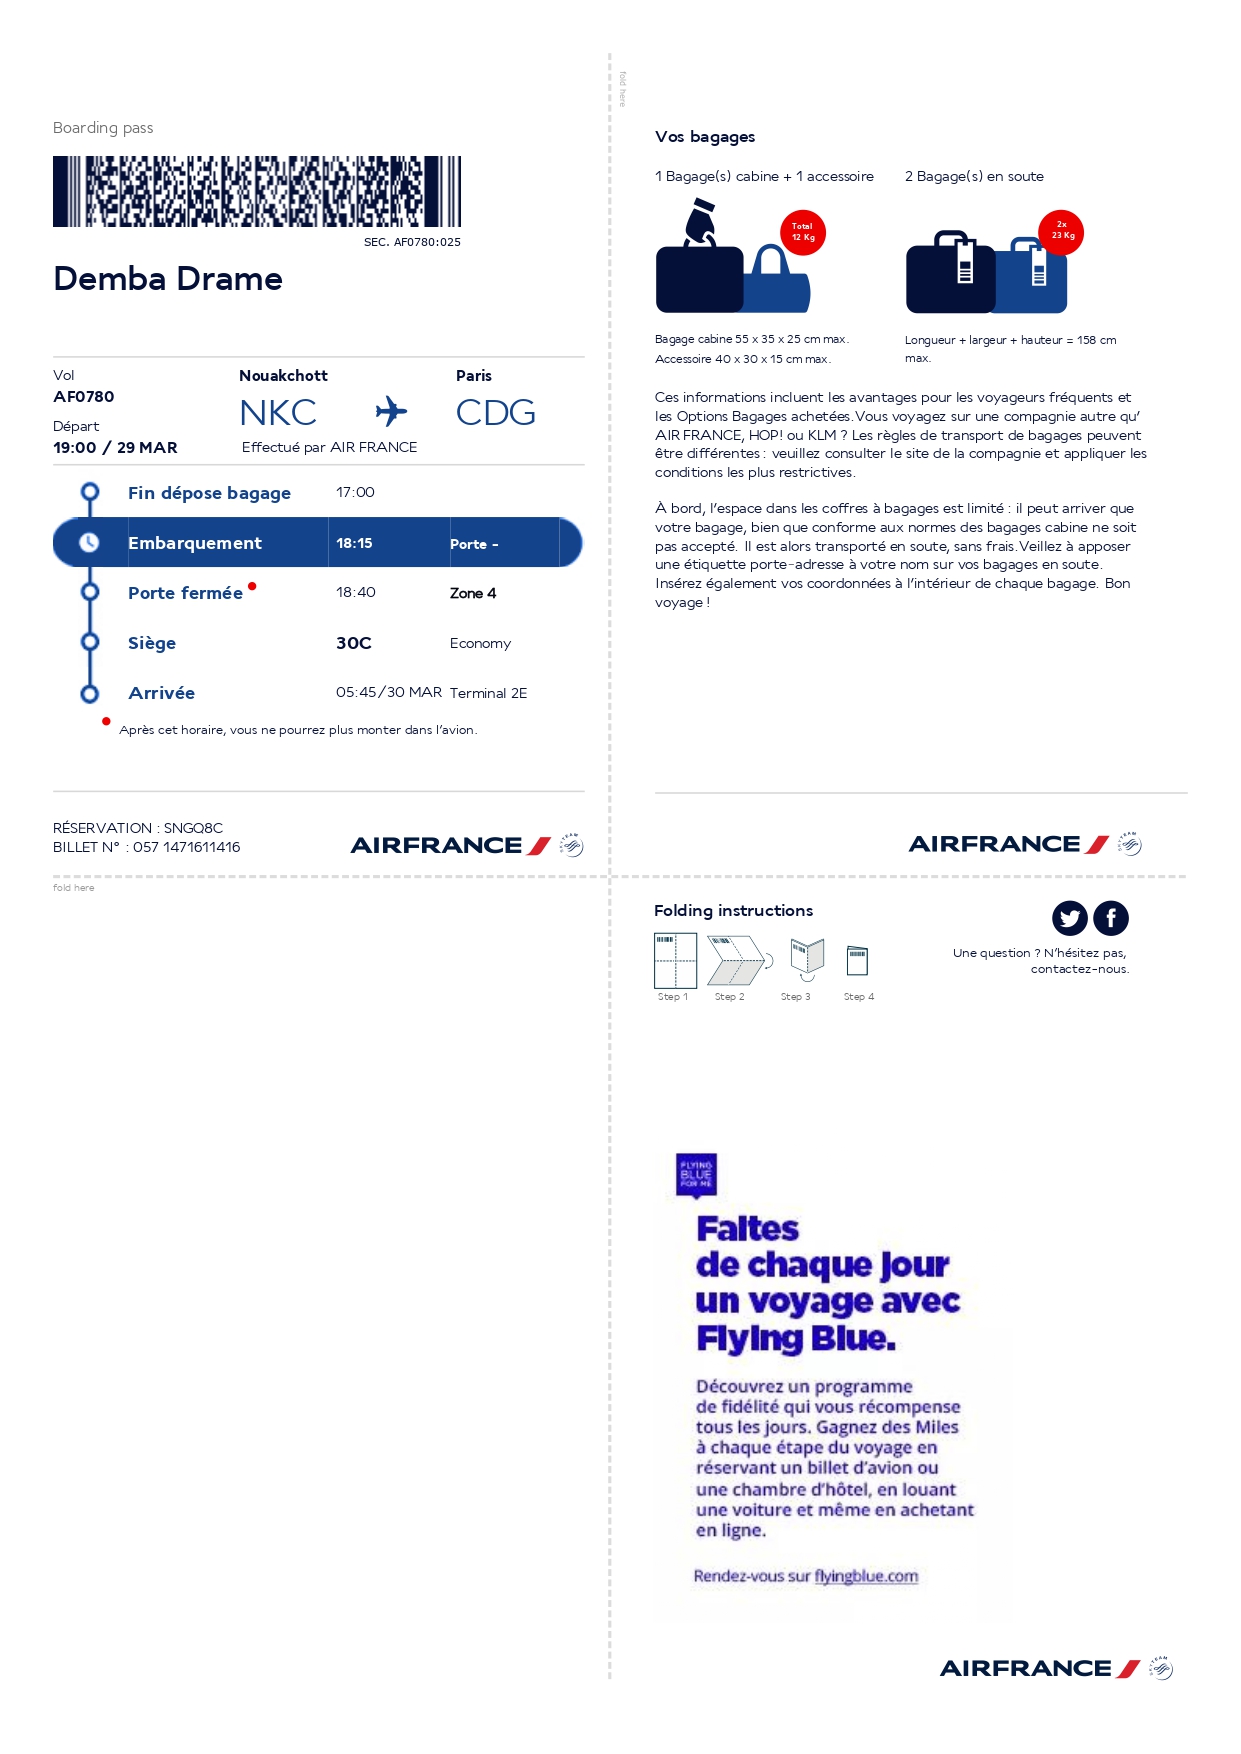 fold here
Boarding pass
SEC. AF0780:025
Demba Drame
Vol
AF0780
Départ
19:00 / 29 MAR
Nouakchott
Paris
NKC
CDG
Effectué par AIR FRANCE
Fin dépose bagage 17:00
Embarquement 18:15 Porte -
Porte fermée 18:40 Zone 4
Siège 30C Economy
Arrivée 05:45/30 MAR Terminal 2E
Après cet horaire, vous ne pourrez plus monter dans l'avion.
RÉSERVATION : SNGQ8C
BILLET N° : 057 1471611416
AIRFRANCE
Vos bagages
1 Bagage(s) cabine + 1 accessoire
2 Bagage(s) en soute
Total
12 Kg
2x
23 Kg
Bagage cabine 55 x 35 x 25 cm max.
Accessoire 40 x 30 x 15 cm max.
Longueur + largeur + hauteur = 158 cm
max.
Ces informations incluent les avantages pour les voyageurs fréquents et
les Options Bagages achetées.Vous voyagez sur une compagnie autre qu'
AIR FRANCE, HOP! ou KLM ? Les règles de transport de bagages peuvent
être différentes : veuillez consulter le site de la compagnie et appliquer les
conditions les plus restrictives.
À bord, l'espace dans les coffres à bagages est limité : il peut arriver que
votre bagage, bien que conforme aux normes des bagages cabine ne soit
pas accepté. Il est alors transporté en soute, sans frais.Veillez à apposer
une étiquette porte-adresse à votre nom sur vos bagages en soute.
Insérez également vos coordonnées à l'intérieur de chaque bagage. Bon
voyage !
AIRFRANCE
fold here
Folding instructions
Step 1
Step 2
Step 3
Step 4
Une question ? N'hésitez pas,
contactez-nous.
FLYING
BLUE
FOR ME
Faites
de chaque jour
un voyage avec
Flying Blue.
Découvrez un programme
de fidélité qui vous récompense
tous les jours. Gagnez des Miles
à chaque étape du voyage en
réservant un billet d'avion ou
une chambre d'hôtel, en louant
une voiture et même en achetant
en ligne.
Rendez-vous sur flyingblue.com
AIRFRANCE